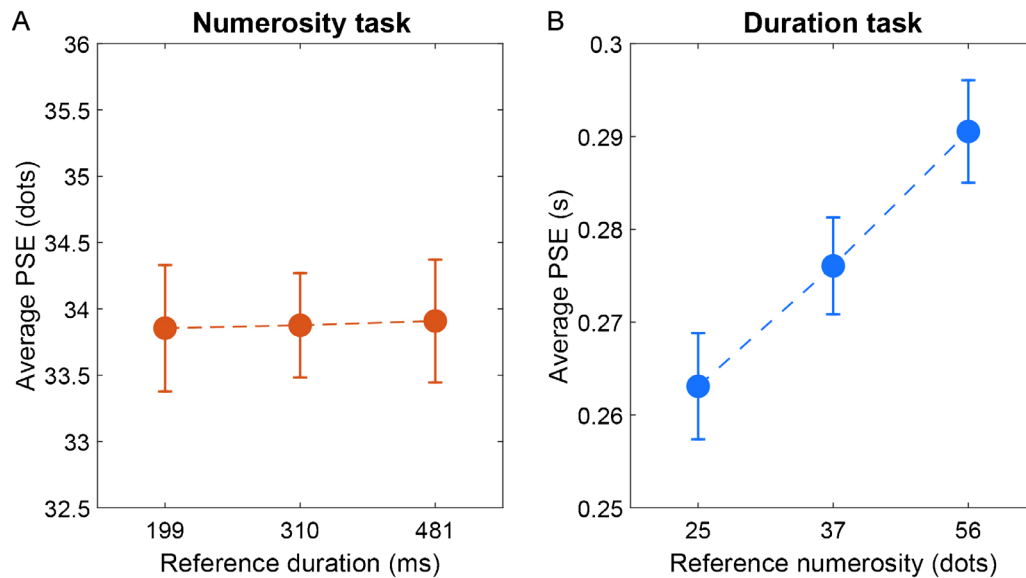 A
Numerosity task
36
35.5
35
34.5
34
33.5
33
32.5
Average PSE (dots)
199
310
481
Reference duration (ms)
B
Duration task
0.3
0.29
0.28
0.27
0.26
0.25
Average PSE (s)
25
37
56
Reference numerosity (dots)